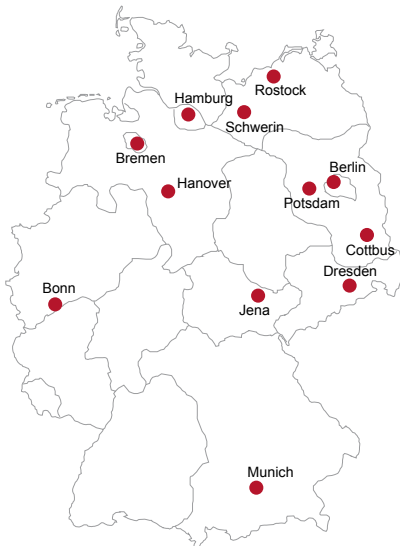 Rostock
Hamburg
Schwerin
Bremen
Berlin
Hanover
Potsdam
Cottbus
Dresden
Bonn
Jena
Munich